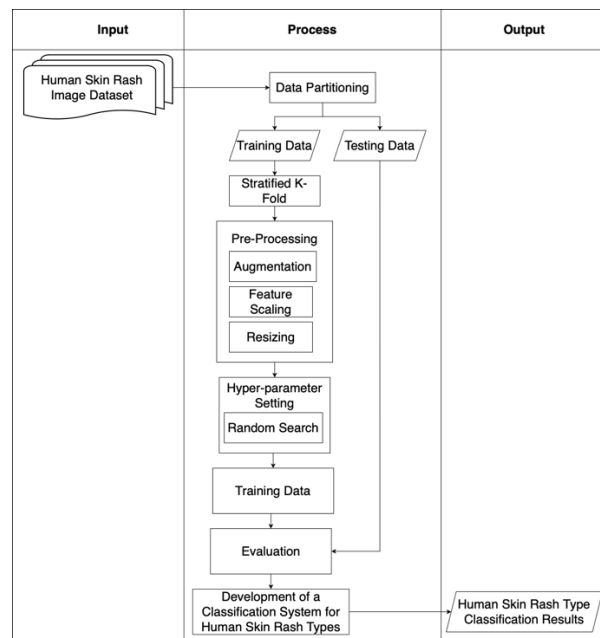 Input
Process
Output
Human Skin Rash
Image Dataset
Data Partitioning
Training Data
Testing Data
Stratified K-
Fold
Pre-Processing
Augmentation
Feature
Scaling
Resizing
Hyper-parameter
Setting
Random Search
Training Data
Evaluation
Development of a
Classification System for
Human Skin Rash Types
Human Skin Rash Type
Classification Results